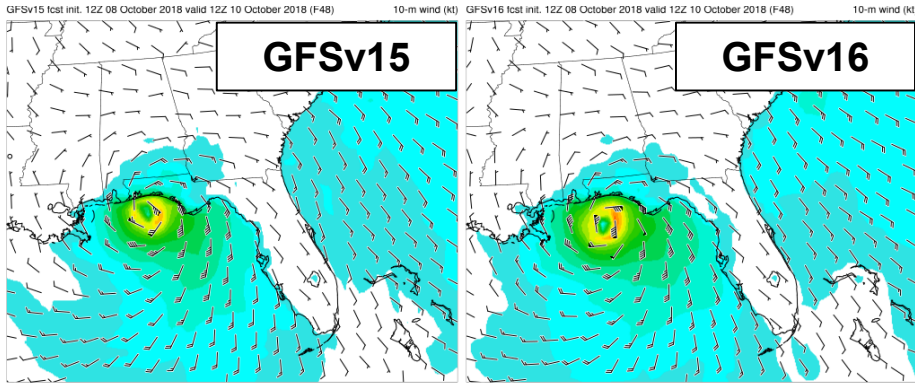 GFSv15 fcst init. 12Z 08 October 2018 valid 12Z 10 October 2018 (F48) 10-m wind (kt)
GFSv16 fcst init. 12Z 08 October 2018 valid 12Z 10 October 2018 (F48) 10-m wind (kt)
GFSv15
GFSv16